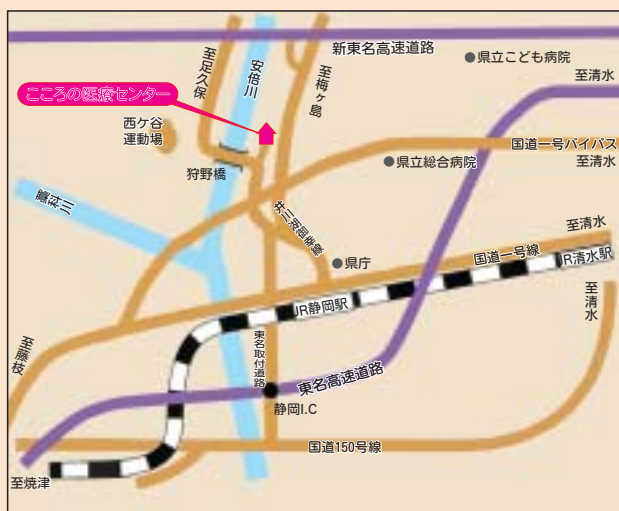 新東名高速道路
県立こども病院
至足久保
安倍川
至梅ヶ島
至清水
こころの医療センター
西ケ谷
運動場
国道一号バイパス
県立総合病院
至清水
狩野橋
藁科川
井川湖御幸線
至清水
県庁
国道一号線
JR清水駅
JR静岡駅
至清水
至藤枝
東名取付道路
東名高速道路
静岡I.C
国道150号線
至焼津